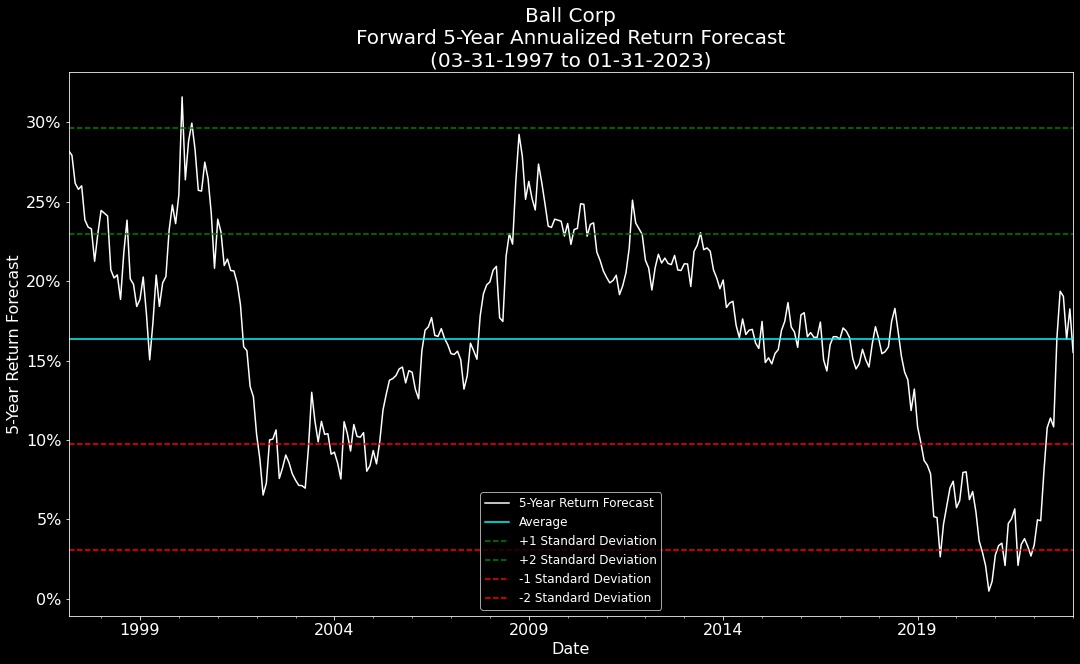 Ball Corp
Forward 5-Year Annualized Return Forecast
(03-31-1997 to 01-31-2023)
5-Year Return Forecast
30%
25%
20%
15%
10%
5%
0%
5-Year Return Forecast
Average
+1 Standard Deviation
+2 Standard Deviation
-1 Standard Deviation
-2 Standard Deviation
1999 2004 2009 2014 2019
Date